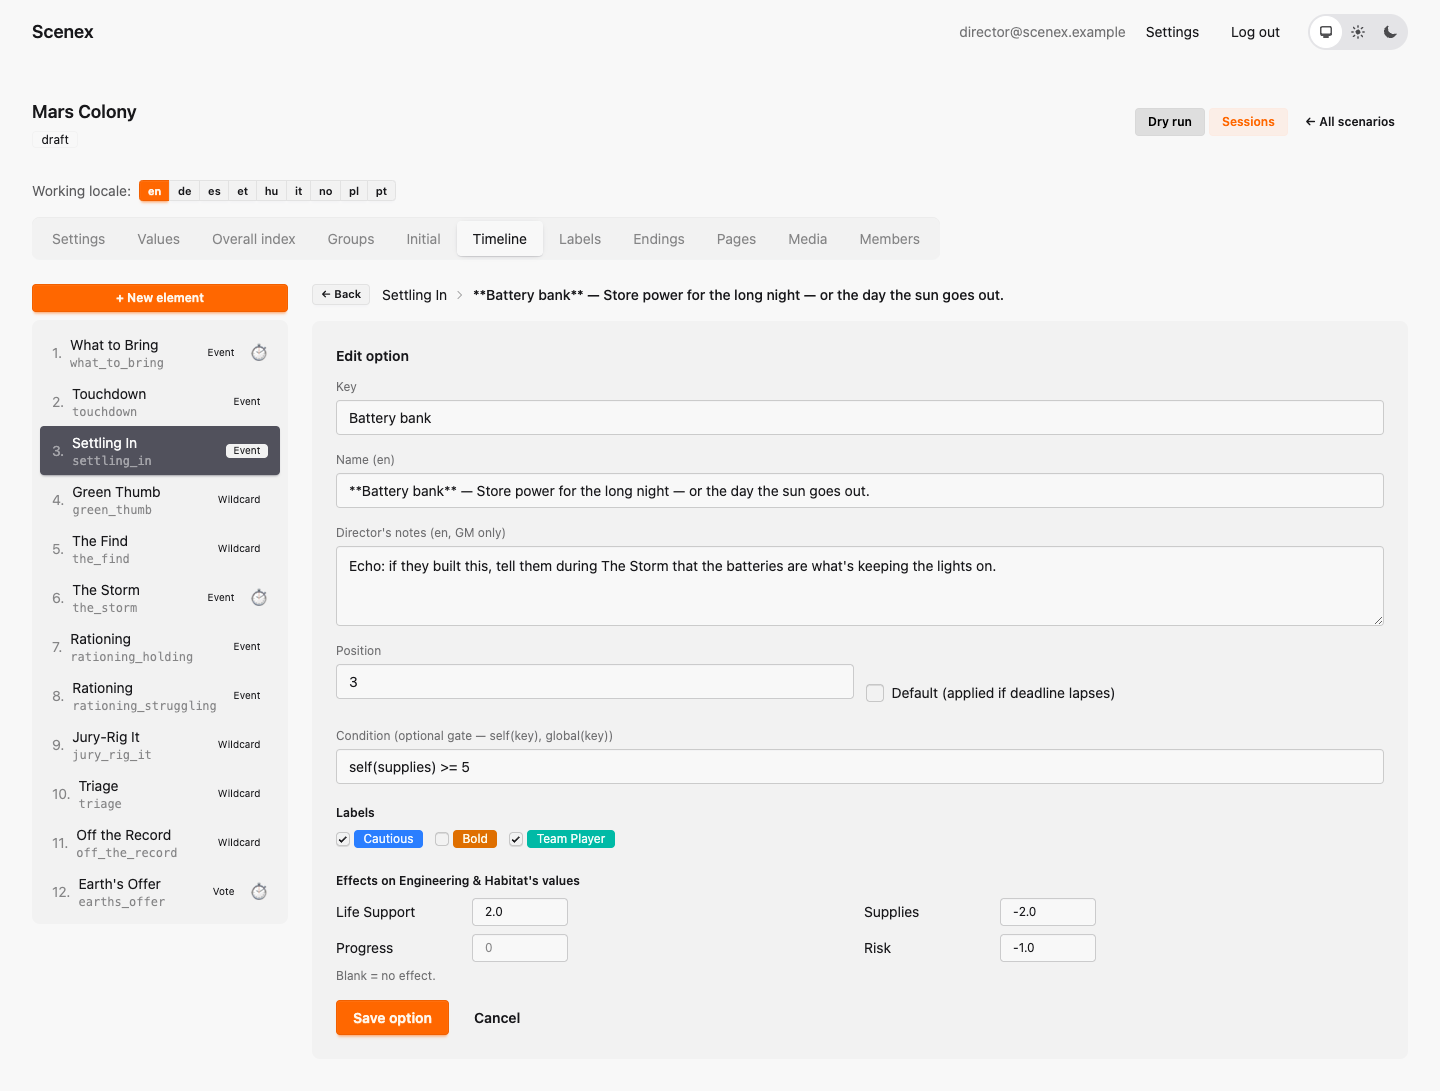 Scenex
director@scenex.example Settings Log out
Mars Colony
draft
Dry run Sessions ← All scenarios
Working locale: en de es et hu it no pl pt
Settings Values Overall index Groups Initial Timeline Labels Endings Pages Media Members
+ New element
1. What to Bring Event
what_to_bring
2. Touchdown Event
touchdown
3. Settling In Event
settling_in
4. Green Thumb Wildcard
green_thumb
5. The Find Wildcard
the_find
6. The Storm Event
the_storm
7. Rationing Event
rationing_holding
8. Rationing Event
rationing_struggling
9. Jury-Rig It Wildcard
jury_rig_it
10. Triage Wildcard
triage
11. Off the Record Wildcard
off_the_record
12. Earth's Offer Vote
earths_offer
← Back Settling In > **Battery bank** — Store power for the long night — or the day the sun goes out.
Edit option
Key
Battery bank
Name (en)
**Battery bank** — Store power for the long night — or the day the sun goes out.
Director's notes (en, GM only)
Echo: if they built this, tell them during The Storm that the batteries are what's keeping the lights on.
Position
3
Default (applied if deadline lapses)
Condition (optional gate — self(key), global(key))
self(supplies) >= 5
Labels
Cautious Bold Team Player
Effects on Engineering & Habitat's values
Life Support 2.0 Supplies -2.0
Progress 0 Risk -1.0
Blank = no effect.
Save option Cancel